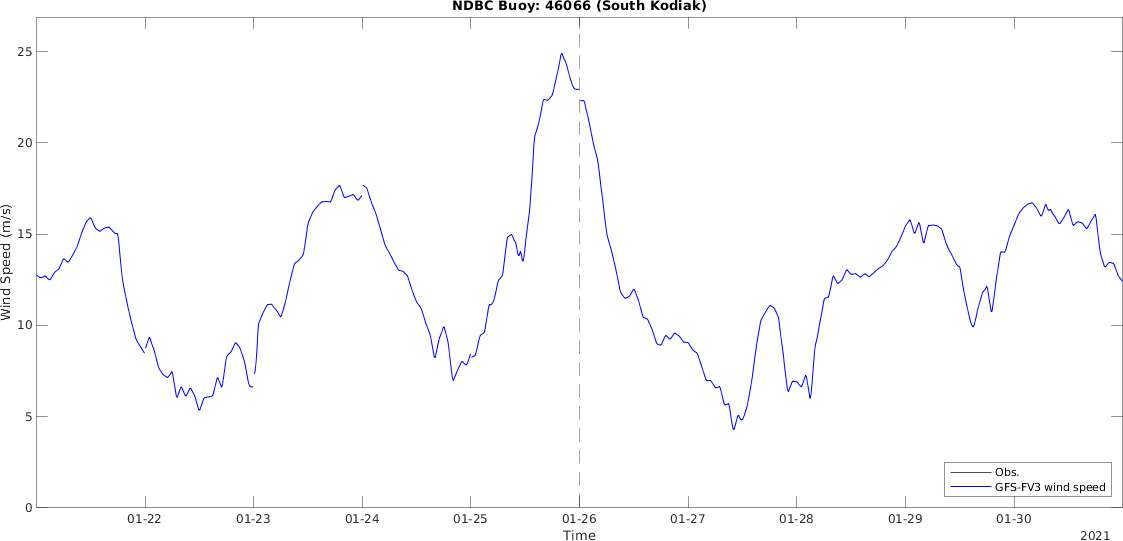 NDBC Buoy: 46066 (South Kodiak)
25
20
15
10
5
0
Wind Speed (m/s)
01-22 01-23 01-24 01-25 01-26 01-27 01-28 01-29 01-30
Time
2021
Obs.
GFS-FV3 wind speed